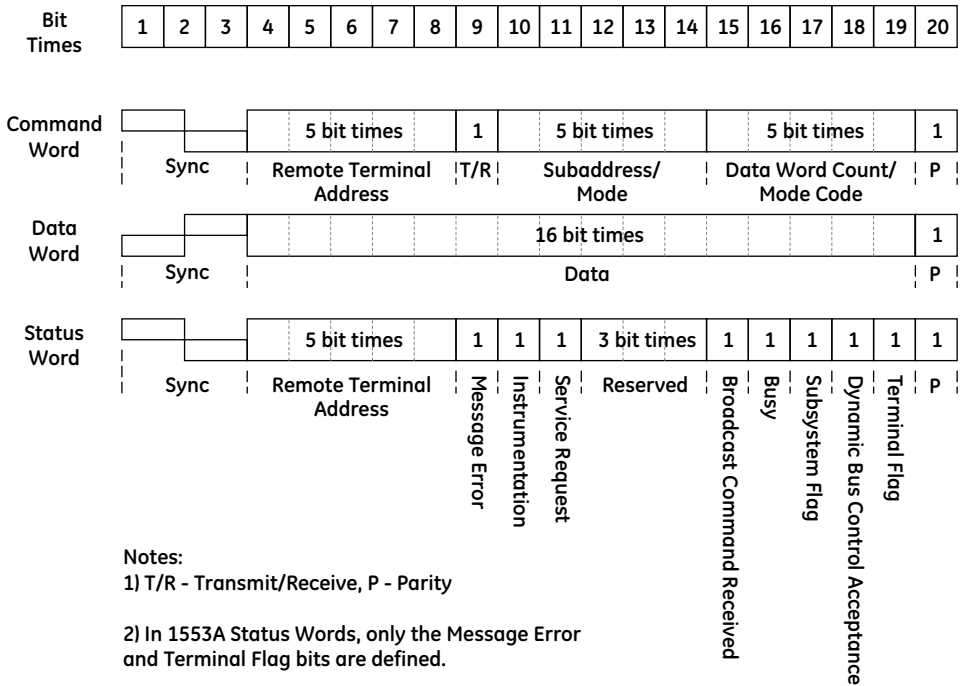 Bit
Times
1 2 3 4 5 6 7 8 9 10 11 12 13 14 15 16 17 18 19 20
Command
Word
5 bit times 1 5 bit times 5 bit times 1
Sync Remote Terminal
Address T/R Subaddress/
Mode Data Word Count/
Mode Code P
Data
Word
16 bit times 1
Sync Data P
Status
Word
5 bit times 1 1 1 3 bit times 1 1 1 1 1 1
Sync Remote Terminal
Address
Message Error
Instrumentation
Service Request
Reserved
Broadcast Command Received
Busy
Subsystem Flag
Dynamic Bus Control Acceptance
Terminal Flag
P
Notes:
1) T/R - Transmit/Receive, P - Parity
2) In 1553A Status Words, only the Message Error
and Terminal Flag bits are defined.